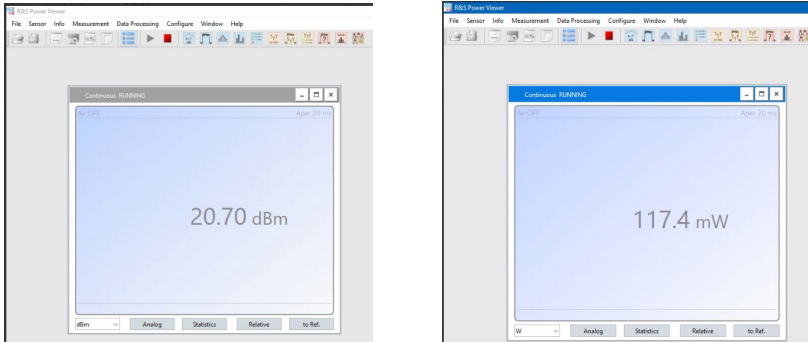 R&S Power Viewer
File Sensor Info Measurement Data Processing Configure Window Help
Continuous RUNNING
Av OFF Aper 20 ms
20.70 dBm
dBm Analog Statistics Relative to Ref.
R&S Power Viewer
File Sensor Info Measurement Data Processing Configure Window Help
Continuous RUNNING
Av OFF Aper 20 ms
117.4 mW
W Analog Statistics Relative to Ref.